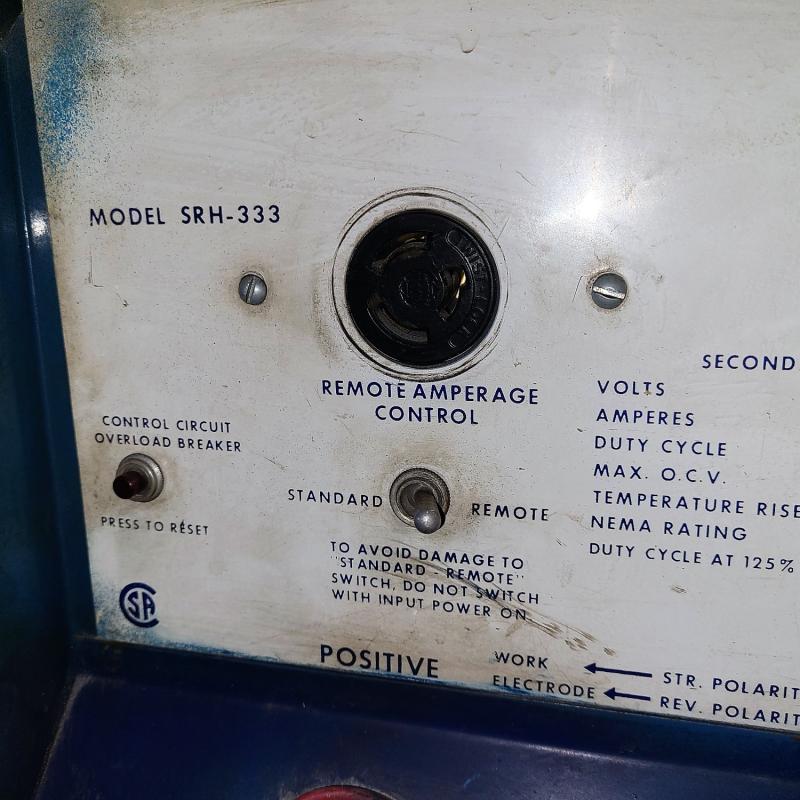 MODEL SRH-333
REMOTE AMPERAGE
CONTROL
CONTROL CIRCUIT
OVERLOAD BREAKER
PRESS TO RESET
STANDARD
REMOTE
TO AVOID DAMAGE TO
"STANDARD - REMOTE"
SWITCH, DO NOT SWITCH
WITH INPUT POWER ON
SECOND
VOLTS
AMPERES
DUTY CYCLE
MAX. O.C.V.
TEMPERATURE RISE
NEMA RATING
DUTY CYCLE AT 125%
SA
POSITIVE
WORK
STR. POLARIT
ELECTRODE
REV. POLARIT